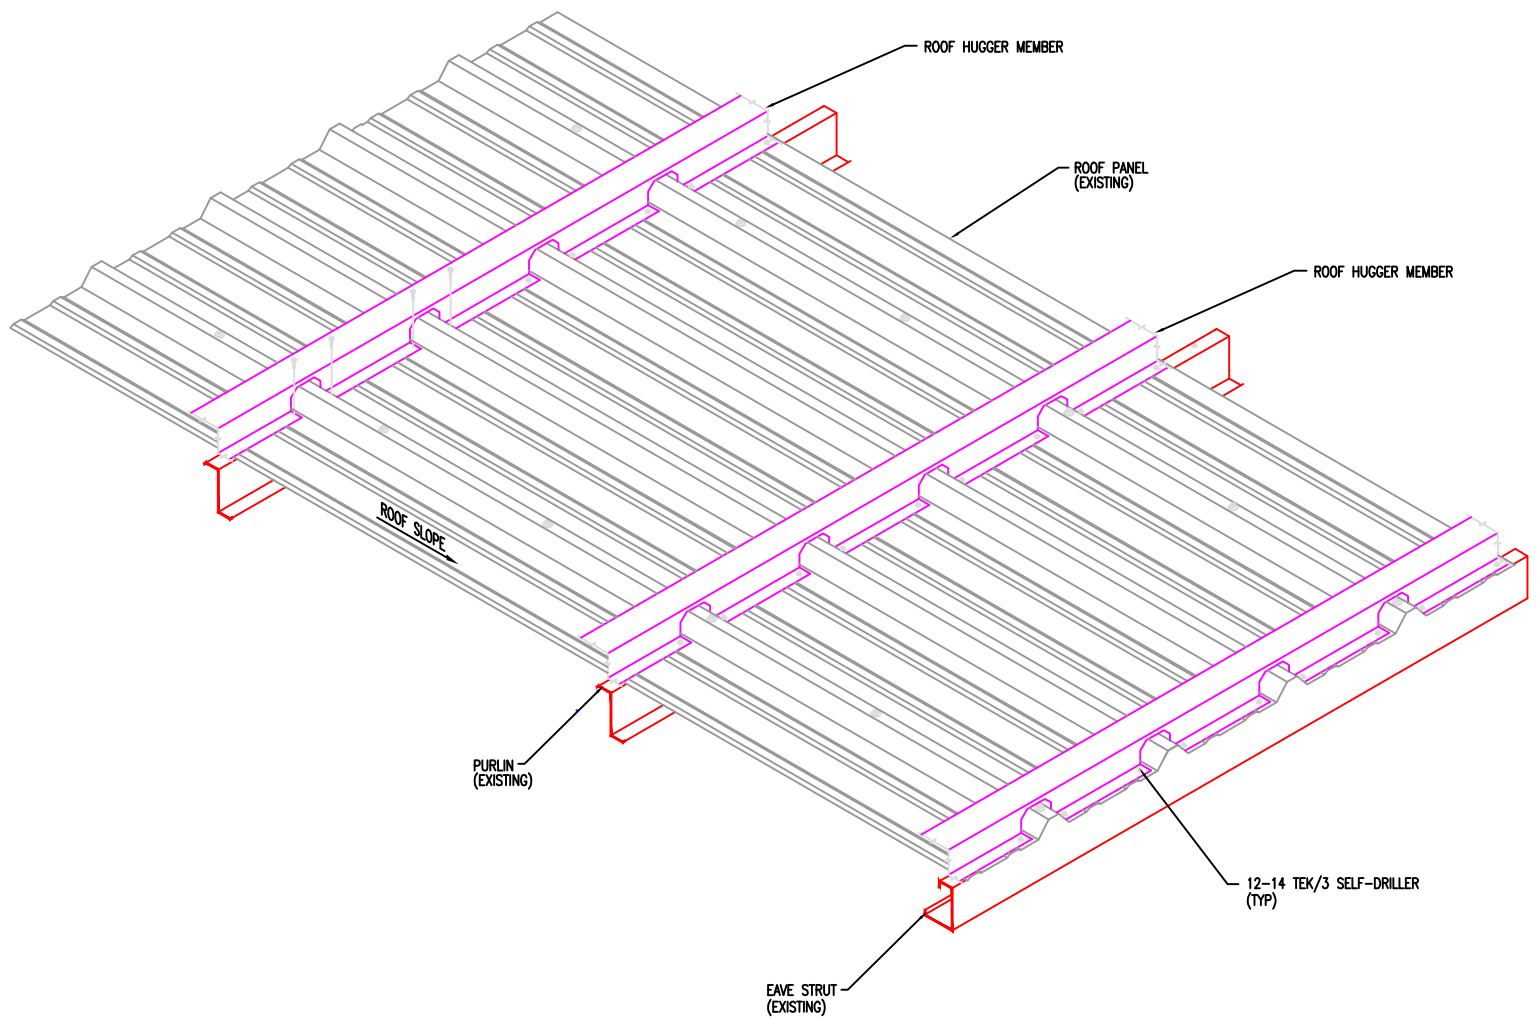 ROOF HUGGER MEMBER
ROOF PANEL
(EXISTING)
ROOF HUGGER MEMBER
ROOF SLOPE
PURLIN
(EXISTING)
12-14 TEK/3 SELF-DRILLER
(TYP)
EAVE STRUT
(EXISTING)